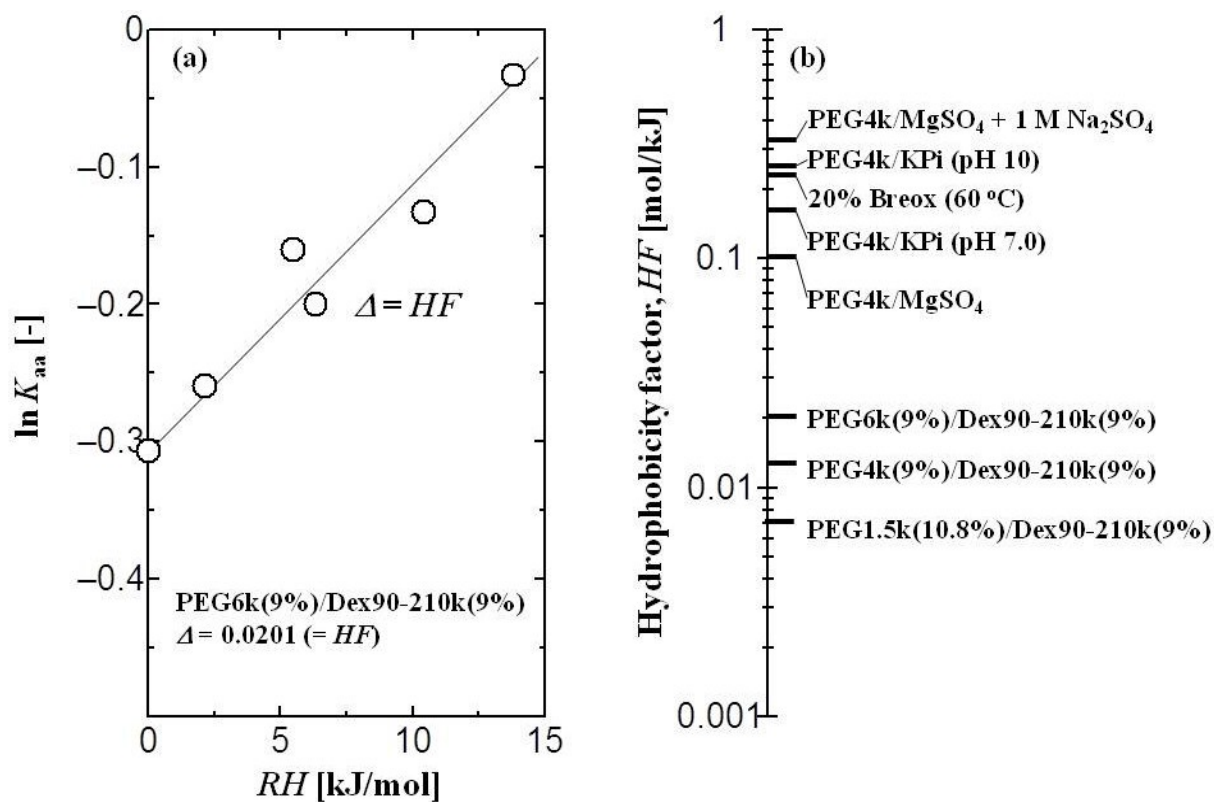 (a)
0
–0.1
–0.2
–0.3
–0.4
ln Kaa [-]
Δ = HF
PEG6k(9%)/Dex90-210k(9%)
Δ = 0.0201 (= HF)
0 5 10 15
RH [kJ/mol]
(b)
Hydrophobicity factor, HF [mol/kJ]
1
0.1
0.01
0.001
PEG4k/MgSO₄ + 1 M Na₂SO₄
PEG4k/KPi (pH 10)
20% Breox (60 °C)
PEG4k/KPi (pH 7.0)
PEG4k/MgSO₄
PEG6k(9%)/Dex90-210k(9%)
PEG4k(9%)/Dex90-210k(9%)
PEG1.5k(10.8%)/Dex90-210k(9%)